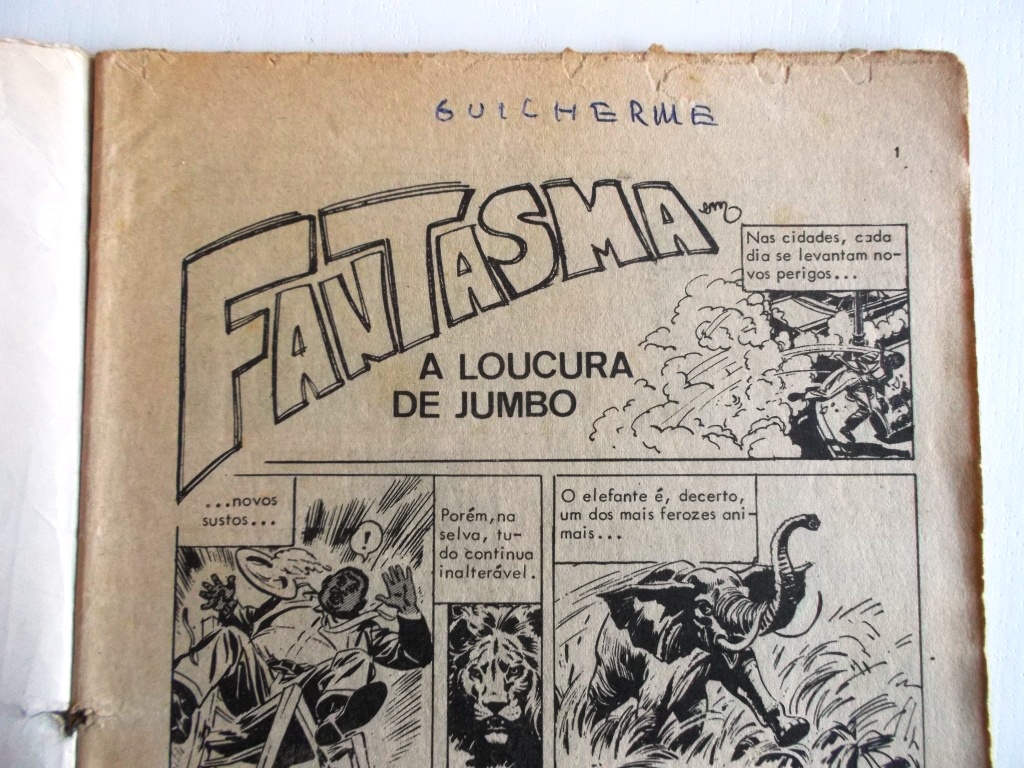 GUILHERME
1
FANTASMA
A LOUCURA
DE JUMBO
Nas cidades, cada
dia se levantam no-
vos perigos...
...novos
sustos...
!
Porém, na
selva, tu-
do continua
inalterável.
O elefante é, decerto,
um dos mais ferozes ani-
mais...